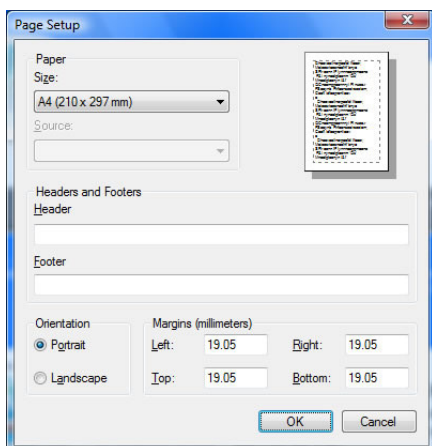 Page Setup
Paper
Size:
A4 (210 x 297 mm)
Source:
Headers and Footers
Header
Footer
Orientation
Portrait
Landscape
Margins (millimeters)
Left: 19.05 Right: 19.05
Top: 19.05 Bottom: 19.05
OK Cancel